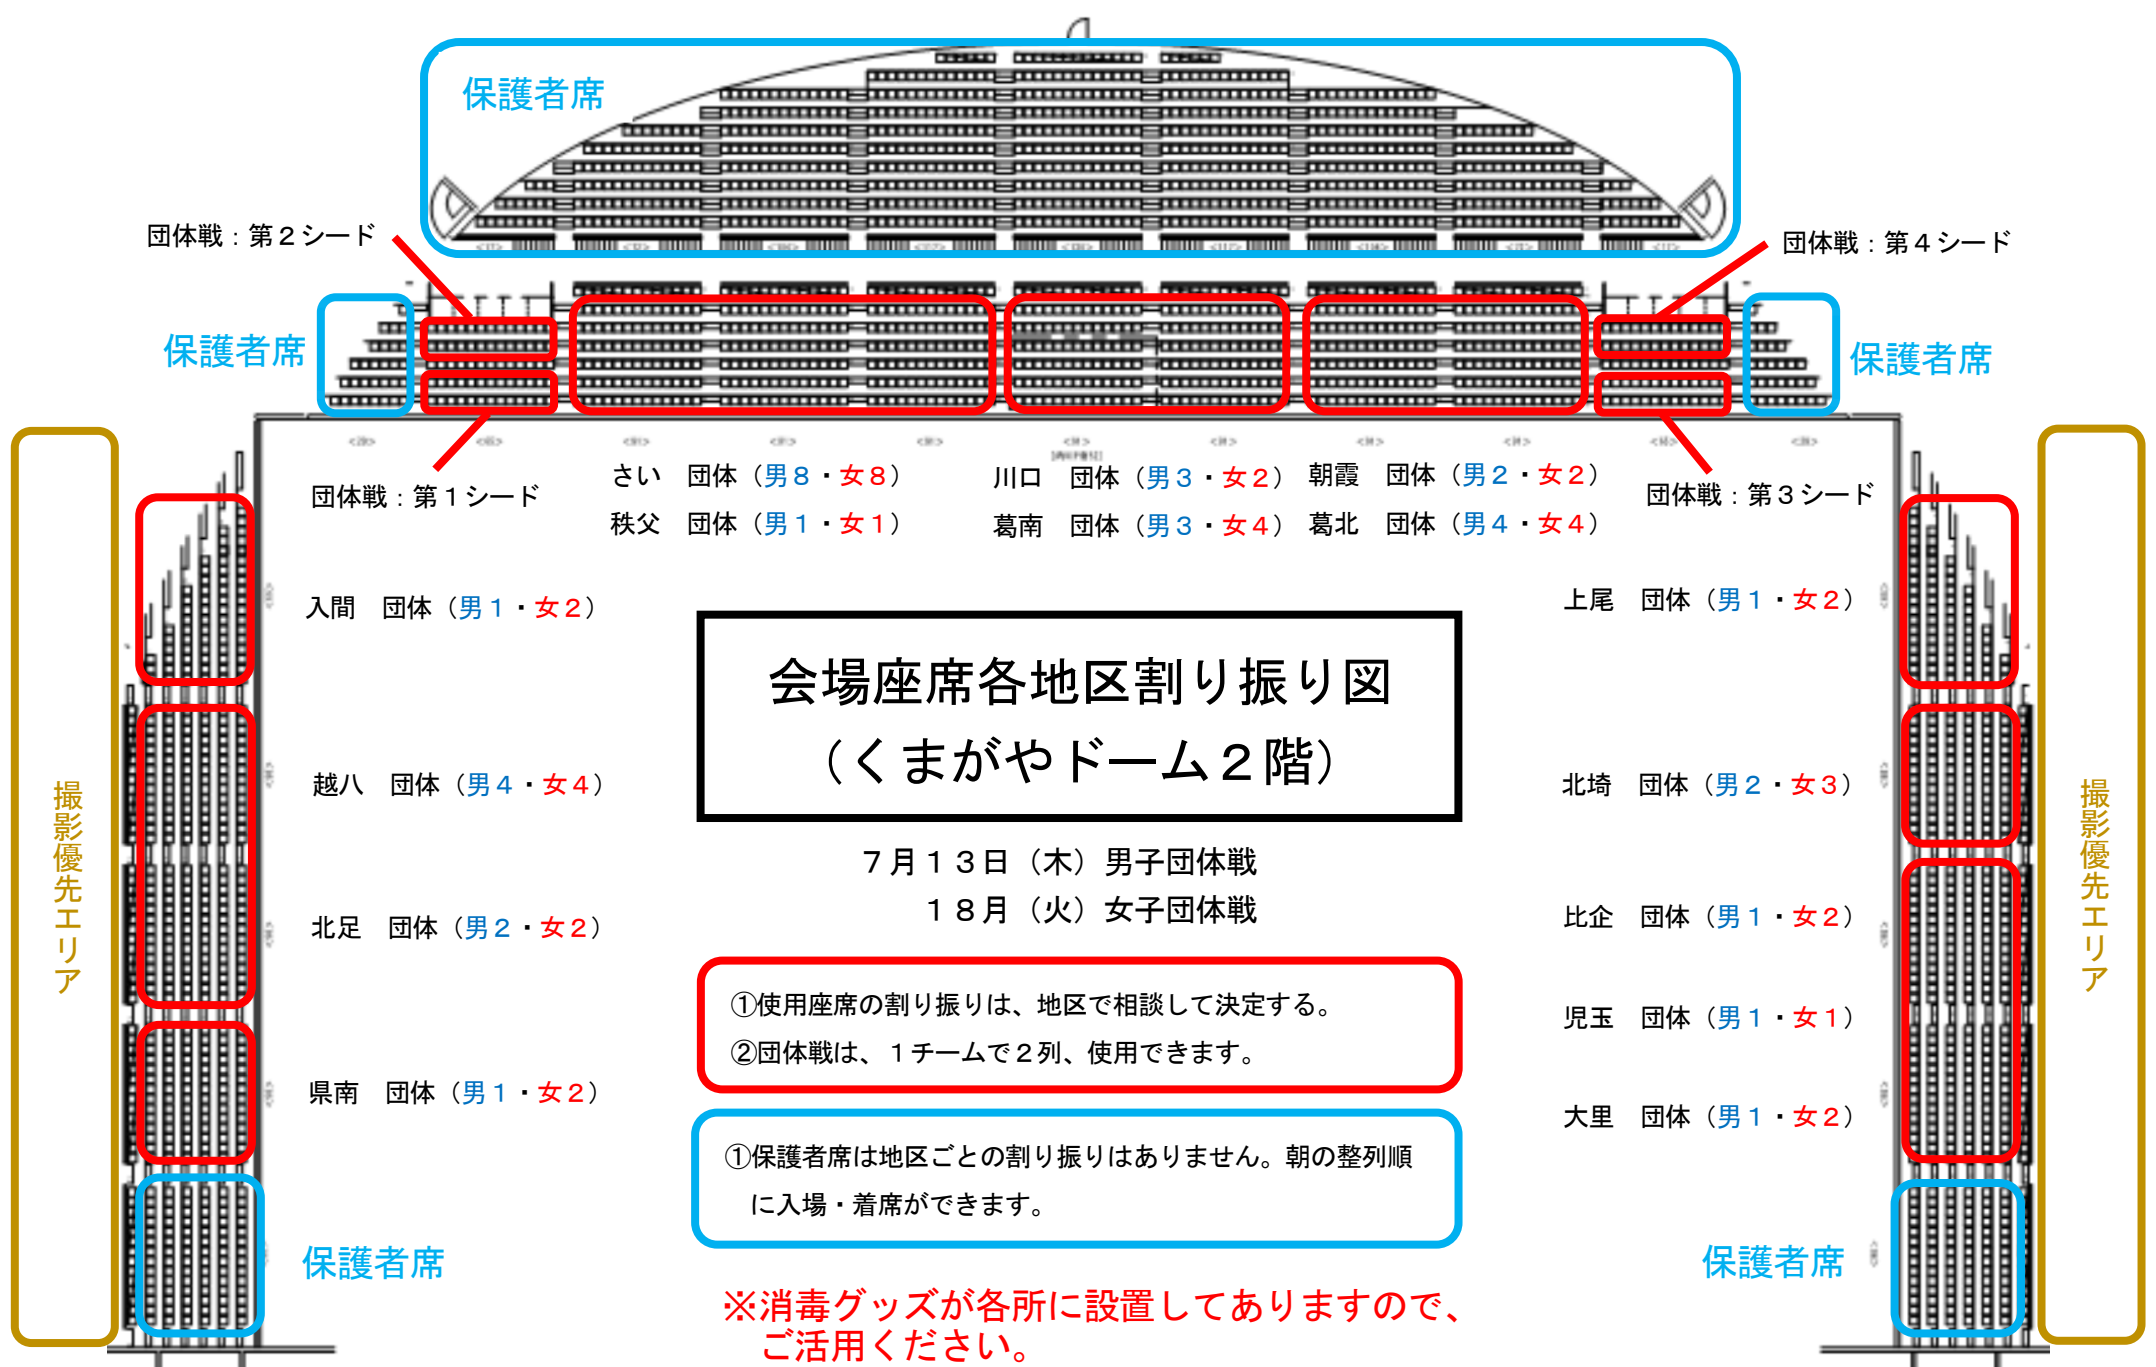 保護者席
団体戦：第２シード
団体戦：第４シード
保護者席
保護者席
団体戦：第１シード
さい　団体（男８・女８）
秩父　団体（男１・女１）
川口　団体（男３・女２）
葛南　団体（男３・女４）
朝霞　団体（男２・女２）
葛北　団体（男４・女４）
団体戦：第３シード
入間　団体（男１・女２）
上尾　団体（男１・女２）
会場座席各地区割り振り図
（くまがやドーム２階）
越八　団体（男４・女４）
北埼　団体（男２・女３）
撮影優先エリア
撮影優先エリア
７月１３日（木）男子団体戦
１８月（火）女子団体戦
北足　団体（男２・女２）
比企　団体（男１・女２）
①使用座席の割り振りは、地区で相談して決定する。
②団体戦は、１チームで２列、使用できます。
児玉　団体（男１・女１）
県南　団体（男１・女２）
大里　団体（男１・女２）
①保護者席は地区ごとの割り振りはありません。朝の整列順
に入場・着席ができます。
保護者席
保護者席
※消毒グッズが各所に設置してありますので、
ご活用ください。